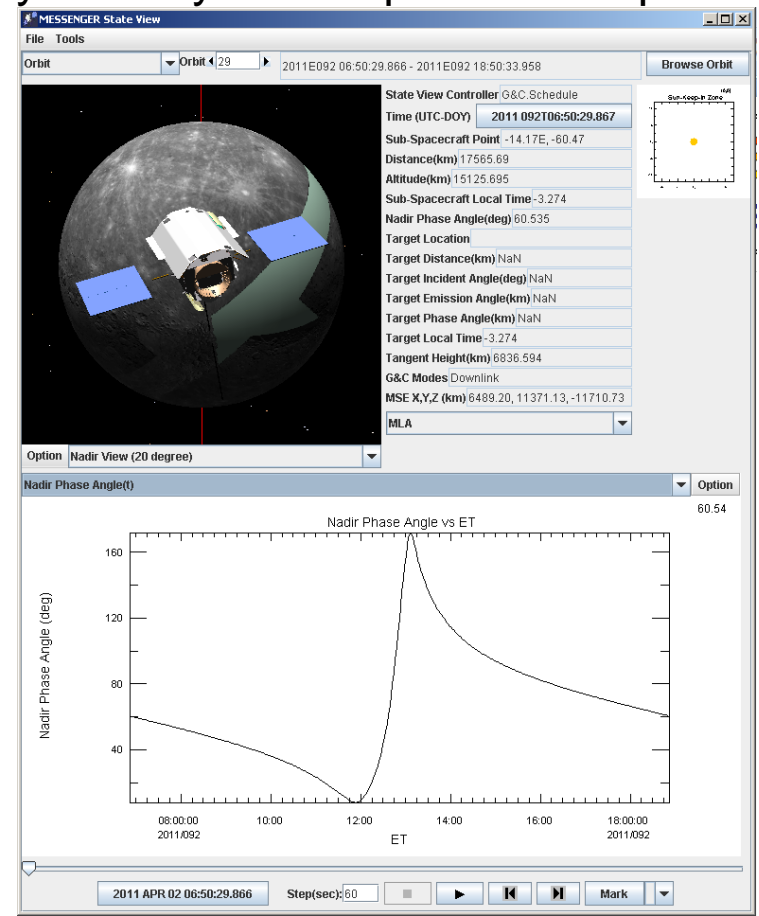 MESSENGER State View
File Tools
Orbit Orbit 29 2011E092 06:50:29.866 - 2011E092 18:50:33.958 Browse Orbit
State View Controller G&C.Schedule
Time (UTC-DOY) 2011 092T06:50:29.867
Sun-Keep-In Zone
Sub-Spacecraft Point -14.17E, -60.47
Distance(km) 17565.69
Altitude(km) 15125.695
Sub-Spacecraft Local Time -3.274
Nadir Phase Angle(deg) 60.535
Target Location
Target Distance(km) NaN
Target Incident Angle(deg) NaN
Target Emission Angle(km) NaN
Target Phase Angle(km) NaN
Target Local Time -3.274
Tangent Height(km) 6836.594
G&C Modes Downlink
MSE X,Y,Z (km) 6489.20, 11371.13, -11710.73
MLA
Option Nadir View (20 degree)
Nadir Phase Angle(t) Option
60.54
Nadir Phase Angle vs ET
Nadir Phase Angle (deg)
160
120
80
40
08:00:00 10:00 12:00 14:00 16:00 18:00:00
2011/092 2011/092
ET
2011 APR 02 06:50:29.866 Step(sec): 60 Mark